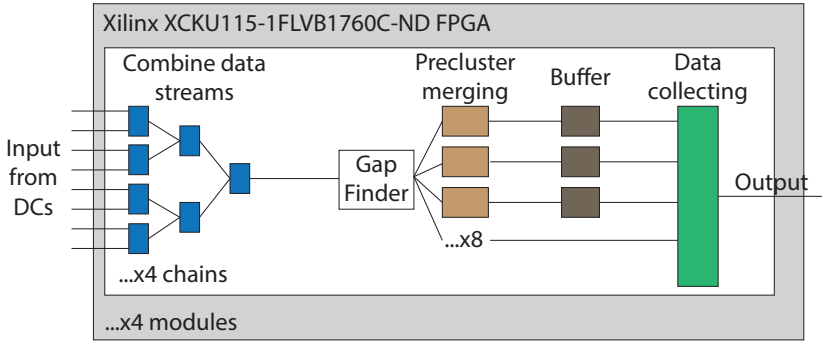 Xilinx XCKU115-1FLVB1760C-ND FPGA
Combine data
streams
Precluster
merging
Buffer
Data
collecting
Input
from
DCs
Gap
Finder
Output
...x8
...x4 chains
...x4 modules